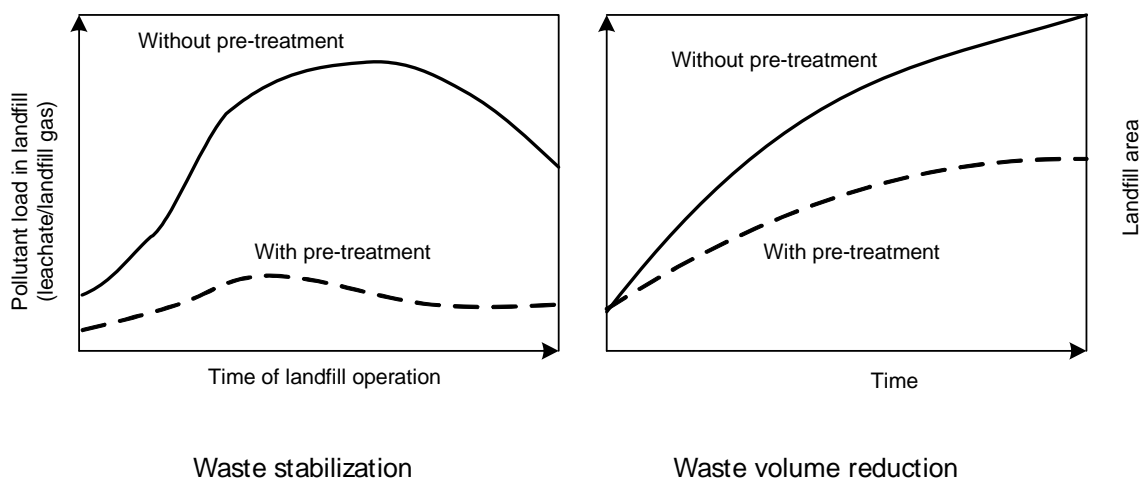 Pollutant load in landfill
(leachate/landfill gas)
Without pre-treatment
With pre-treatment
Time of landfill operation
Waste stabilization
Without pre-treatment
With pre-treatment
Landfill area
Time
Waste volume reduction